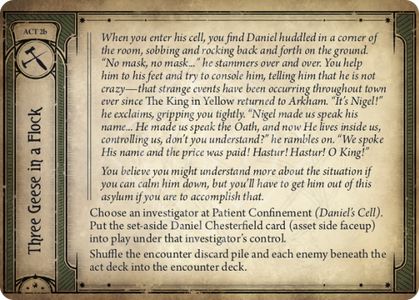 ACT 2b
Three Geese in a Flock
When you enter his cell, you find Daniel huddled in a corner of
the room, sobbing and rocking back and forth on the ground.
“No mask, no mask...” he stammers over and over. You help
him to his feet and try to console him, telling him that he is not
crazy—that strange events have been occurring throughout town
ever since The King in Yellow returned to Arkham. “It’s Nigel!”
he exclaims, gripping you tightly. “Nigel made us speak his
name... He made us speak the Oath, and now He lives inside us,
controlling us, don’t you understand?” he rambles on. “We spoke
His name and the price was paid! Hastur! Hastur! O King!”
You believe you might understand more about the situation if
you can calm him down, but you’ll have to get him out of this
asylum if you are to accomplish that.
Choose an investigator at Patient Confinement (Daniel’s Cell).
Put the set-aside Daniel Chesterfield card (asset side faceup)
into play under that investigator’s control.
Shuffle the encounter discard pile and each enemy beneath the
act deck into the encounter deck.